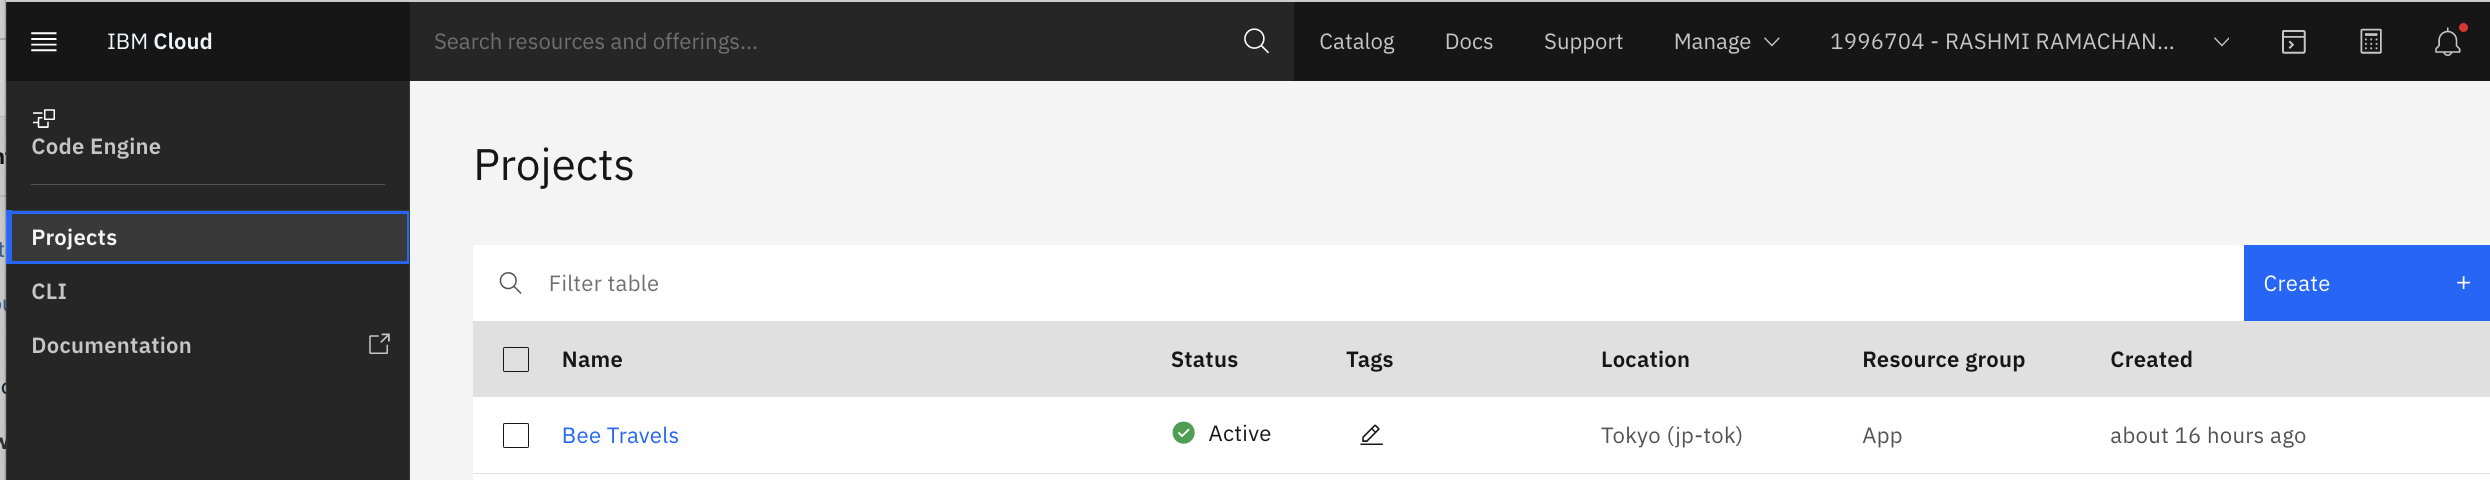 IBM Cloud
Search resources and offerings...
Catalog
Docs
Support
Manage
1996704 - RASHMI RAMACHAN...
Code Engine
Projects
CLI
Documentation
Projects
Filter table
Create +
Name Status Tags Location Resource group Created
Bee Travels Active Tokyo (jp-tok) App about 16 hours ago